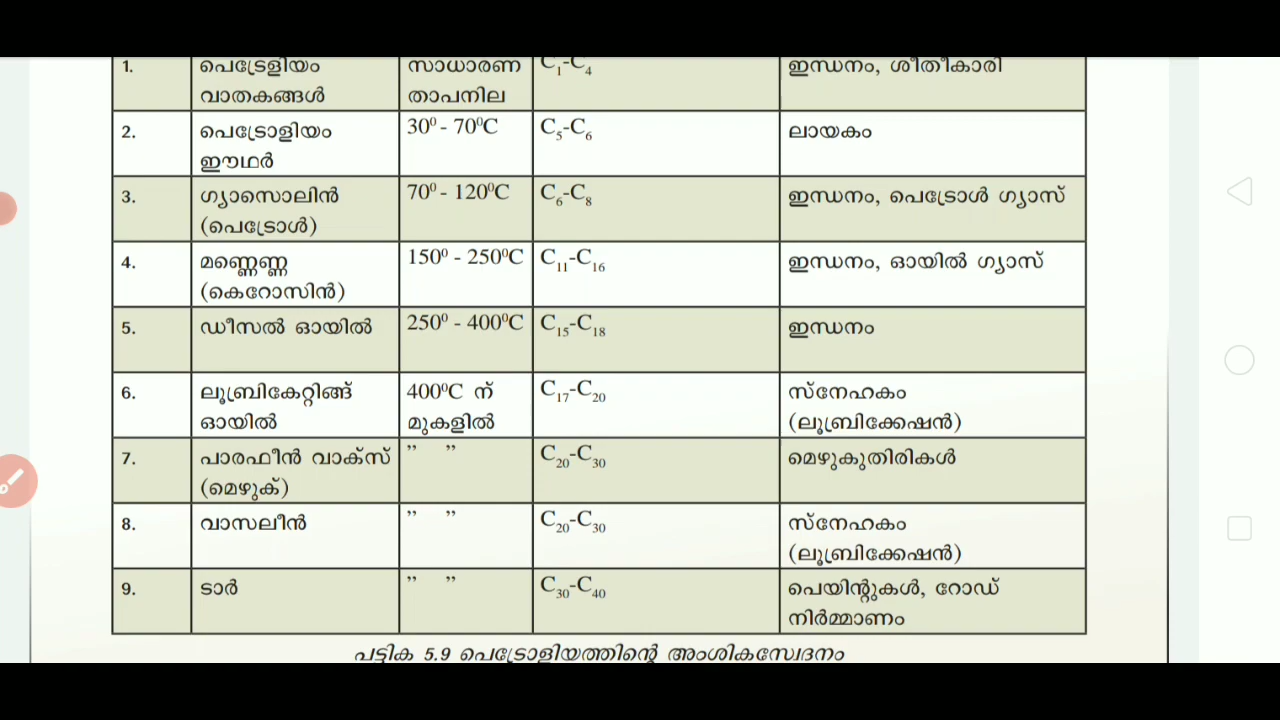 1. പെട്രേളിയം സാധാരണ C₁-C₄ ഇന്ധനം, ശീതീകാരി
വാതകങ്ങൾ താപനില
2. പെട്രോളിയം 30⁰ - 70⁰C C₅-C₆ ലായകം
ഈഥർ
3. ഗ്യാസൊലിൻ 70⁰ - 120⁰C C₆-C₈ ഇന്ധനം, പെട്രോൾ ഗ്യാസ്
(പെട്രോൾ)
4. മണ്ണെണ്ണ 150⁰ - 250⁰C C₁₁-C₁₆ ഇന്ധനം, ഓയിൽ ഗ്യാസ്
(കെറോസിൻ)
5. ഡീസൽ ഓയിൽ 250⁰ - 400⁰C C₁₅-C₁₈ ഇന്ധനം
6. ലൂബ്രികേറ്റിങ്ങ് 400⁰C ന് C₁₇-C₂₀ സ്നേഹകം
ഓയിൽ മുകളിൽ (ലൂബ്രിക്കേഷൻ)
7. പാരഫീൻ വാക്സ് ” ” C₂₀-C₃₀ മെഴുകുതിരികൾ
(മെഴുക്)
8. വാസലീൻ ” ” C₂₀-C₃₀ സ്നേഹകം
(ലൂബ്രിക്കേഷൻ)
9. ടാർ ” ” C₃₀-C₄₀ പെയിന്റുകൾ, റോഡ്
നിർമ്മാണം
പട്ടിക 5.9 പെട്രോളിയത്തിന്റെ അംശികസ്വേദനം